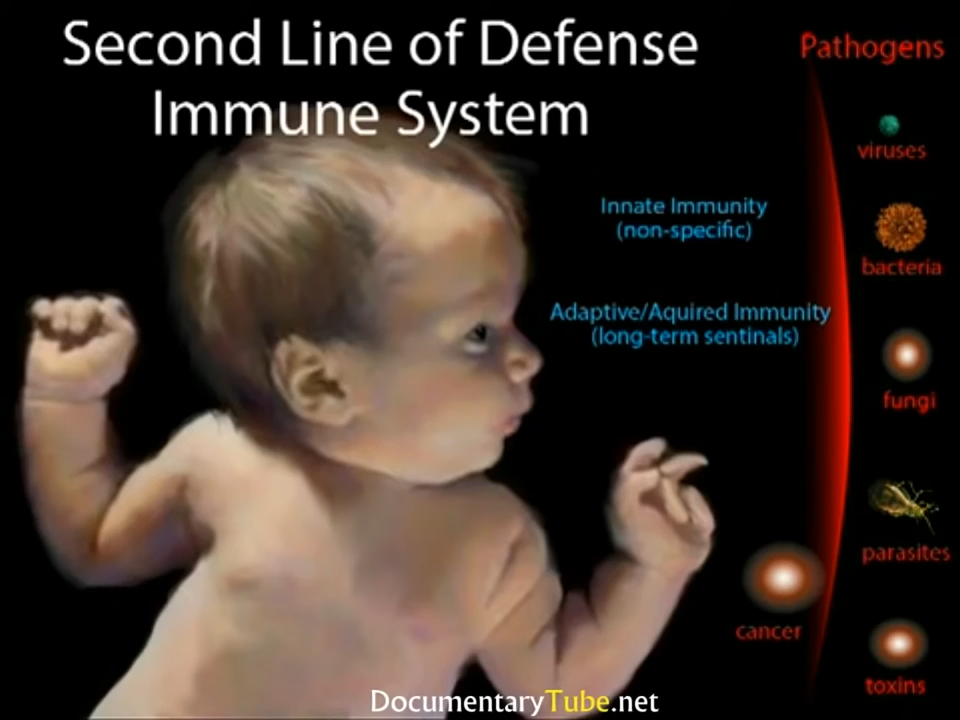 Second Line of Defense
Immune System
Pathogens
viruses
Innate Immunity
(non-specific)
bacteria
Adaptive/Aquired Immunity
(long-term sentinals)
fungi
parasites
cancer
toxins
DocumentaryTube.net